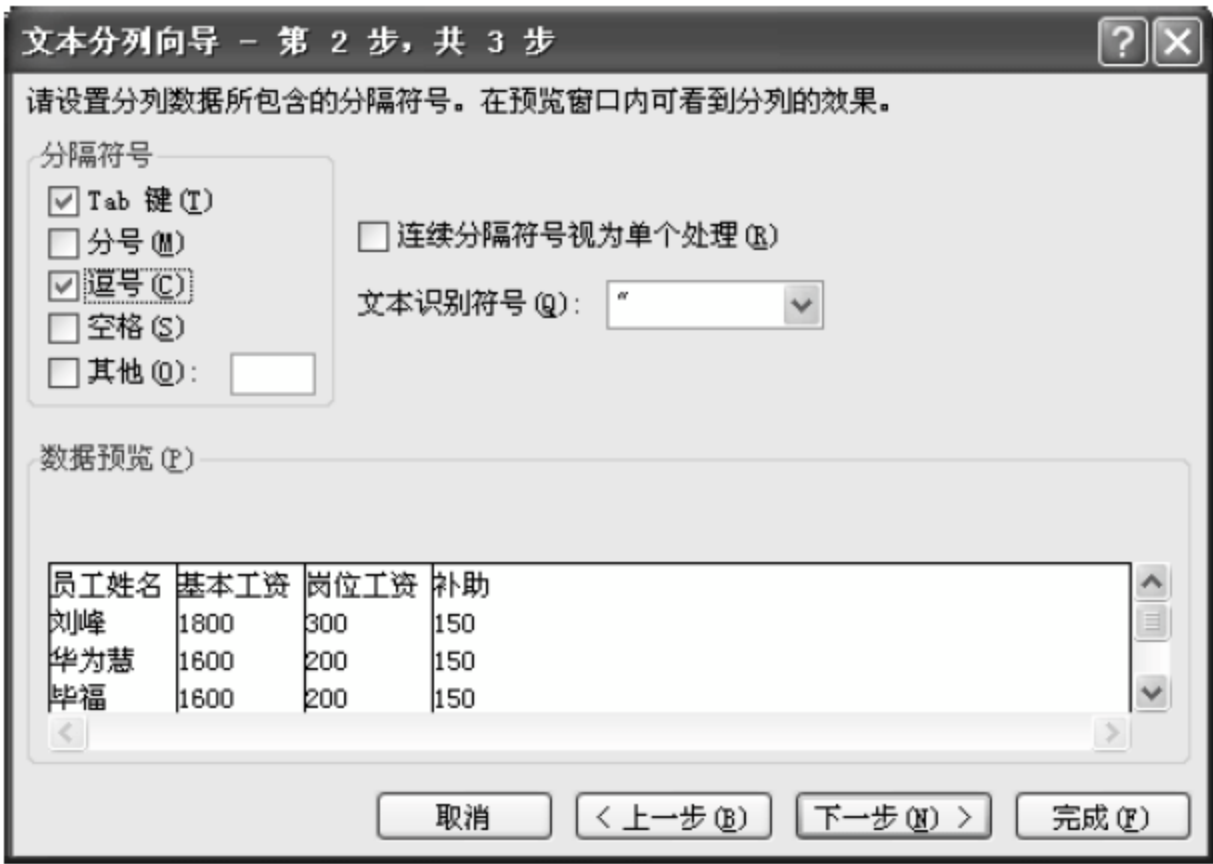 文本分列向导 - 第 2 步，共 3 步
请设置分列数据所包含的分隔符号。在预览窗口内可看到分列的效果。
分隔符号
Tab 键(T)
分号(M)
逗号(C)
空格(S)
其他(O):
连续分隔符号视为单个处理(R)
文本识别符号(Q): "
数据预览(P)
员工姓名 基本工资 岗位工资 补助
刘峰 1800 300 150
华为慧 1600 200 150
毕福 1600 200 150
取消 < 上一步(B) 下一步(N) > 完成(F)